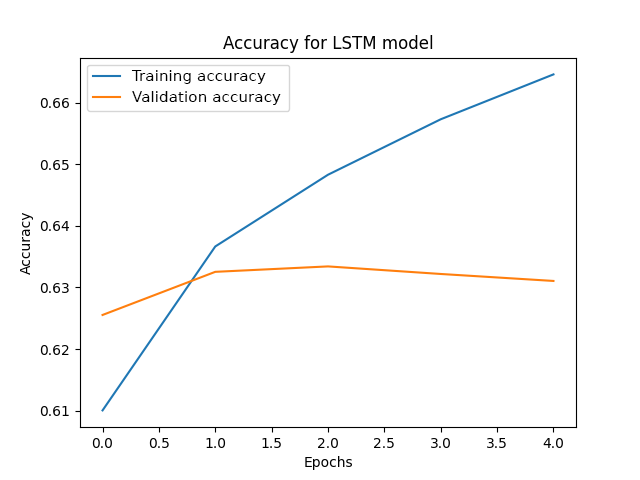 Accuracy for LSTM model
Training accuracy
Validation accuracy
0.66
0.65
0.64
0.63
0.62
0.61
Accuracy
0.0 0.5 1.0 1.5 2.0 2.5 3.0 3.5 4.0
Epochs